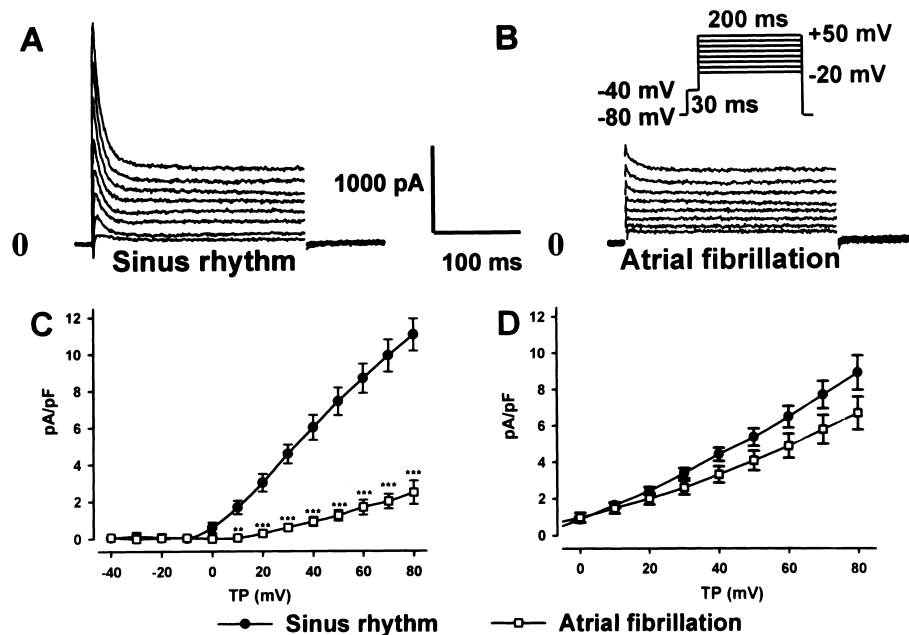 A
B
200 ms
+50 mV
-20 mV
-40 mV
30 ms
-80 mV
1000 pA
100 ms
0
Sinus rhythm
0
Atrial fibrillation
C
12
10
8
6
4
2
0
pA/pF
** *** *** *** *** *** *** ***
-40 -20 0 20 40 60 80
TP (mV)
D
12
10
8
6
4
2
0
pA/pF
0 20 40 60 80
TP (mV)
Sinus rhythm
Atrial fibrillation